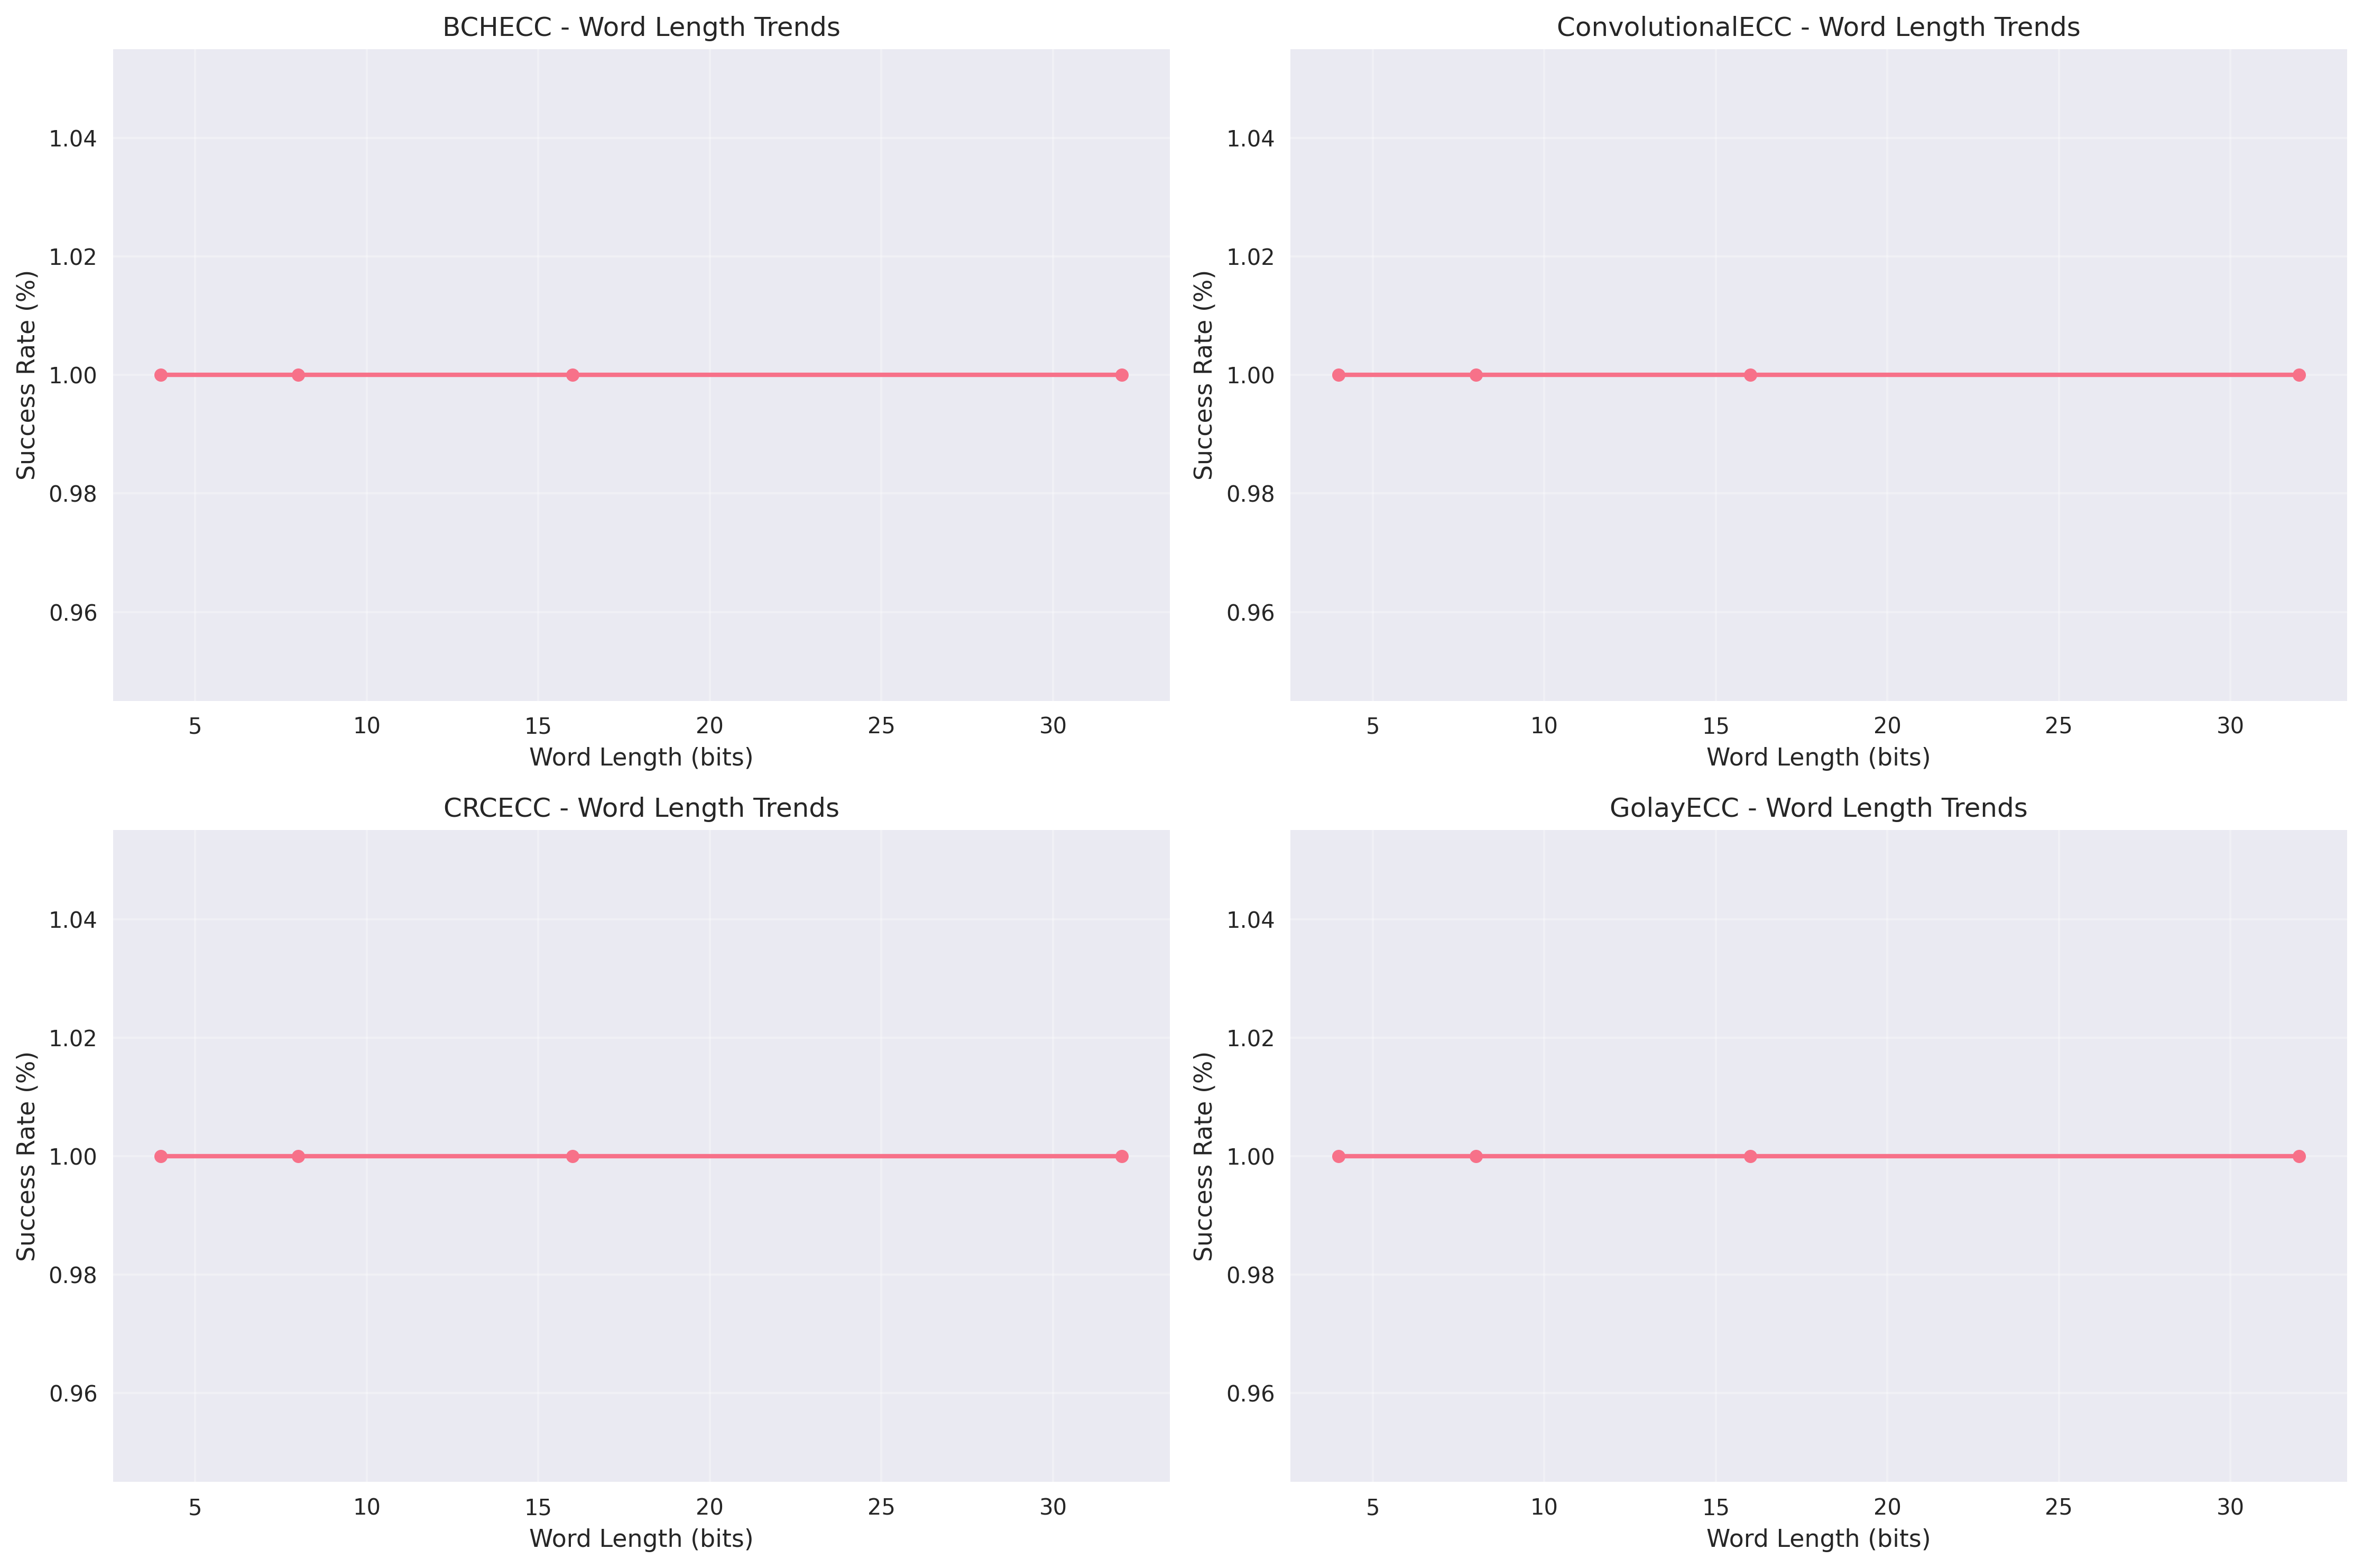 BCHECC - Word Length Trends
1.04
1.02
1.00
0.98
0.96
Success Rate (%)
5 10 15 20 25 30
Word Length (bits)
ConvolutionalECC - Word Length Trends
1.04
1.02
1.00
0.98
0.96
Success Rate (%)
5 10 15 20 25 30
Word Length (bits)
CRCECC - Word Length Trends
1.04
1.02
1.00
0.98
0.96
Success Rate (%)
5 10 15 20 25 30
Word Length (bits)
GolayECC - Word Length Trends
1.04
1.02
1.00
0.98
0.96
Success Rate (%)
5 10 15 20 25 30
Word Length (bits)